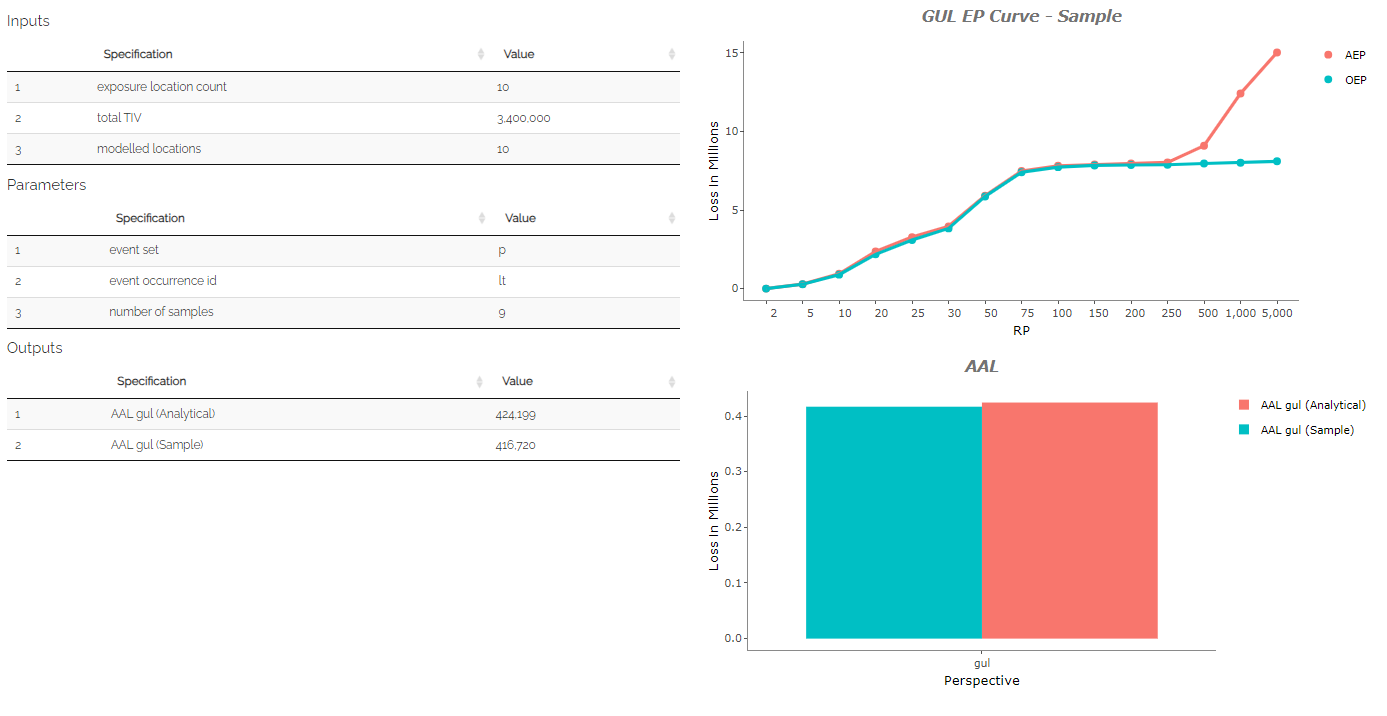 Inputs
Specification Value
1 exposure location count 10
2 total TIV 3,400,000
3 modelled locations 10
Parameters
Specification Value
1 event set p
2 event occurrence id lt
3 number of samples 9
Outputs
Specification Value
1 AAL gul (Analytical) 424,199
2 AAL gul (Sample) 416,720
GUL EP Curve - Sample
15
10
5
0
Loss in Millions
2 5 10 20 25 30 50 75 100 150 200 250 500 1,000 5,000
RP
AEP
OEP
AAL
0.4
0.3
0.2
0.1
0.0
Loss in Millions
gul
Perspective
AAL gul (Analytical)
AAL gul (Sample)